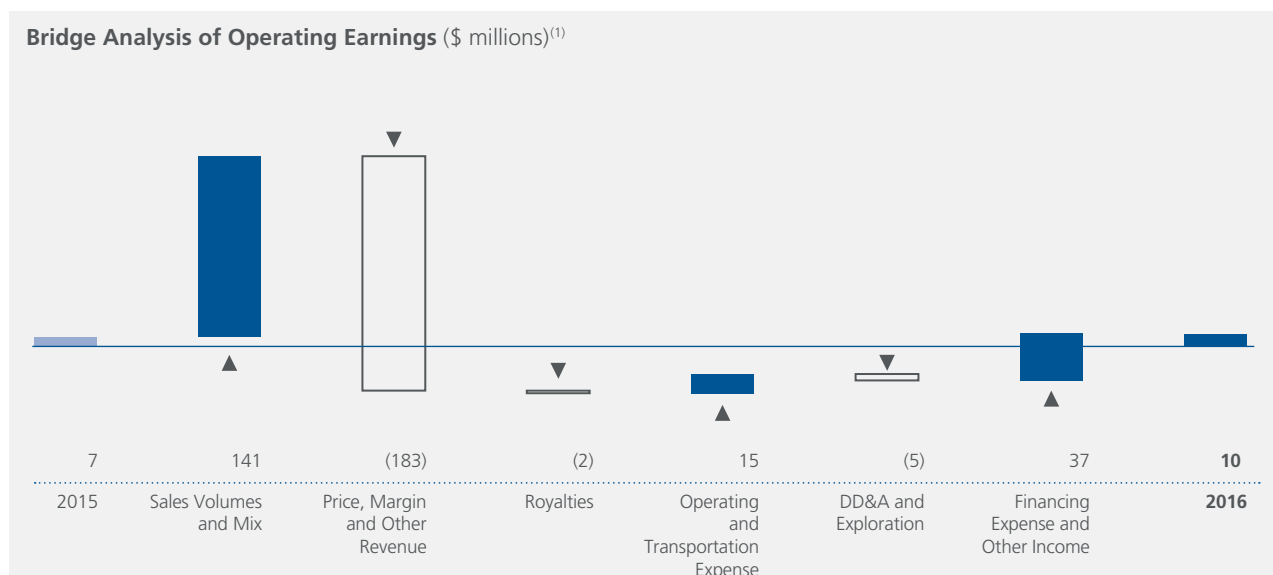 Bridge Analysis of Operating Earnings ($ millions)(1)
7 141 (183) (2) 15 (5) 37 10
2015
Sales Volumes
and Mix
Price, Margin
and Other
Revenue
Royalties
Operating
and
Transportation
Expense
DD&A and
Exploration
Financing
Expense and
Other Income
2016